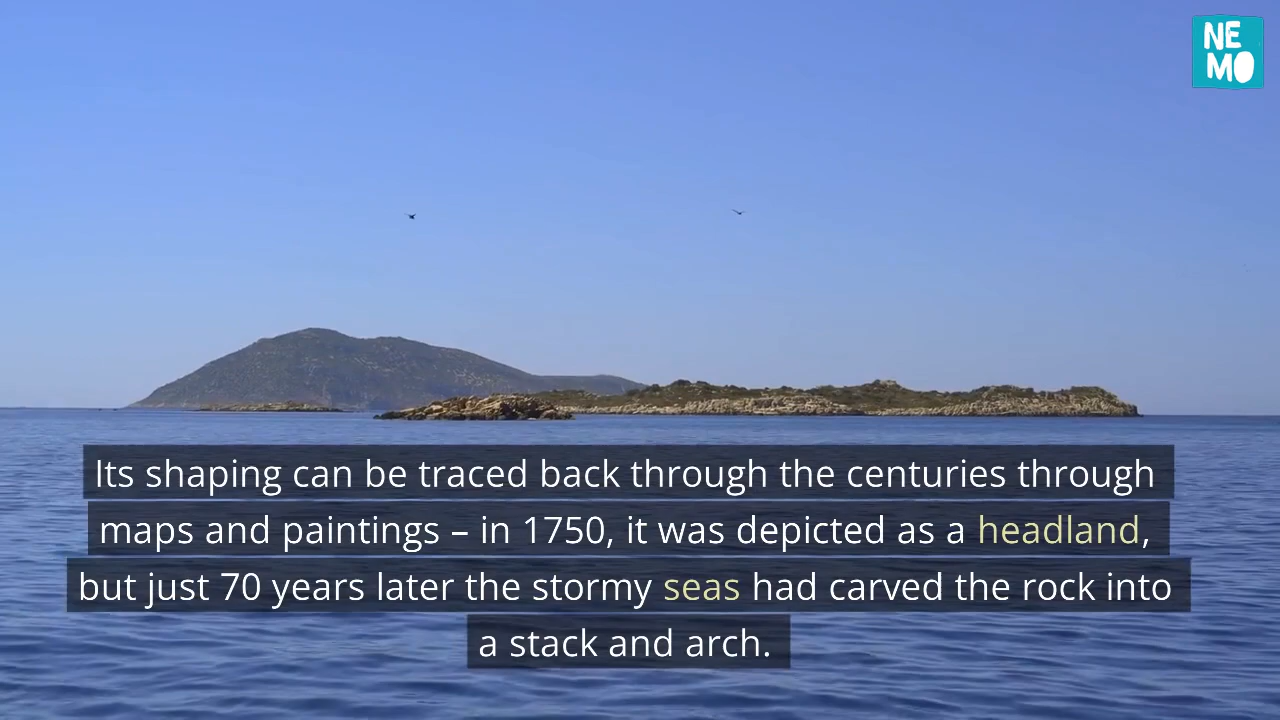 NE
MO
Its shaping can be traced back through the centuries through
maps and paintings – in 1750, it was depicted as a headland,
but just 70 years later the stormy seas had carved the rock into
a stack and arch.